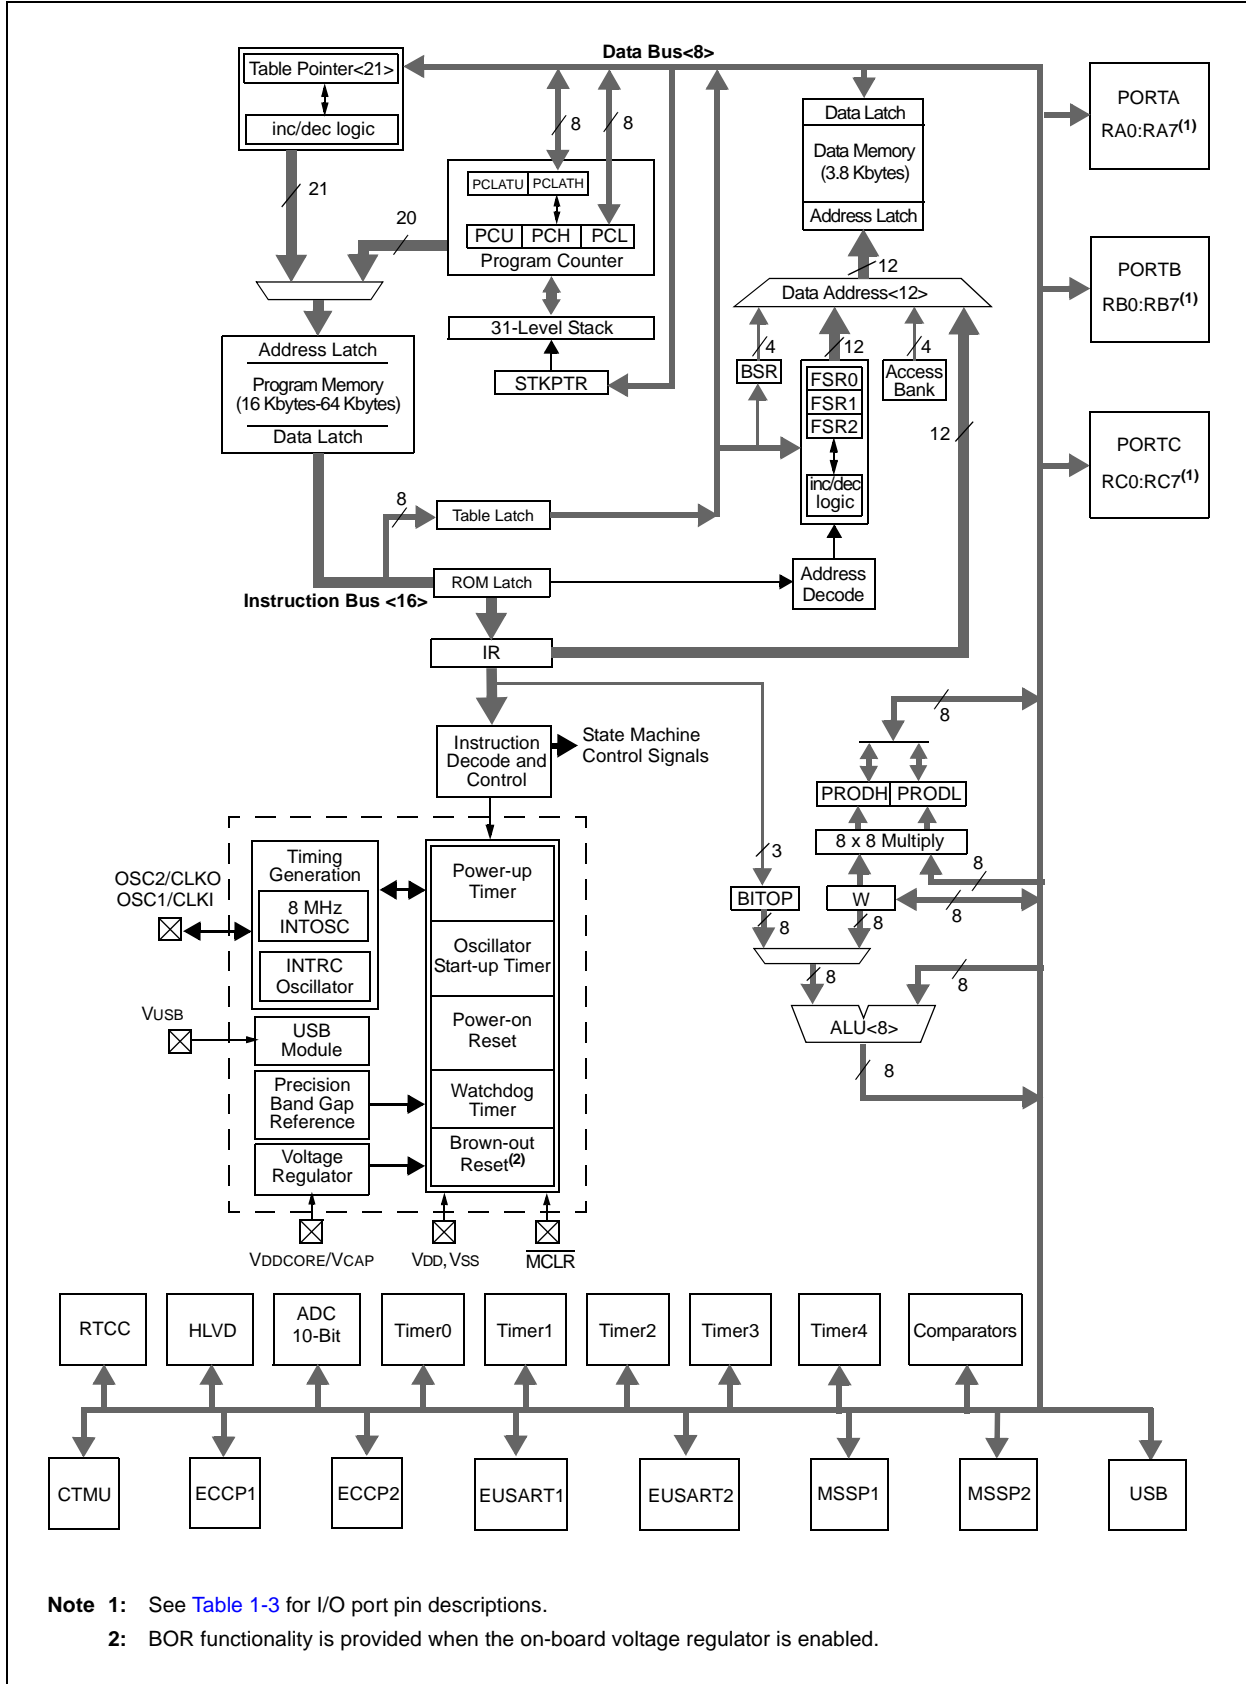 Data Bus<8>
Table Pointer<21>
inc/dec logic
21
8
8
20
PCLATU
PCLATH
PCU
PCH
PCL
Program Counter
31-Level Stack
STKPTR
Data Latch
Data Memory
(3.8 Kbytes)
Address Latch
12
Data Address<12>
4
12
4
BSR
FSR0
FSR1
FSR2
inc/dec
logic
Access
Bank
12
PORTA
RA0:RA7(1)
PORTB
RB0:RB7(1)
PORTC
RC0:RC7(1)
Address Latch
Program Memory
(16 Kbytes-64 Kbytes)
Data Latch
8
Table Latch
ROM Latch
Instruction Bus <16>
Address
Decode
IR
Instruction
Decode and
Control
State Machine
Control Signals
8
PRODH
PRODL
8 x 8 Multiply
3
8
BITOP
W
8
8
8
8
8
ALU<8>
8
OSC2/CLKO
OSC1/CLKI
Timing
Generation
8 MHz
INTOSC
INTRC
Oscillator
Power-up
Timer
Oscillator
Start-up Timer
Power-on
Reset
Watchdog
Timer
Brown-out
Reset(2)
VUSB
USB
Module
Precision
Band Gap
Reference
Voltage
Regulator
VDDCORE/VCAP
VDD, VSS
MCLR
RTCC
HLVD
ADC
10-Bit
Timer0
Timer1
Timer2
Timer3
Timer4
Comparators
CTMU
ECCP1
ECCP2
EUSART1
EUSART2
MSSP1
MSSP2
USB
Note 1: See Table 1-3 for I/O port pin descriptions.
2: BOR functionality is provided when the on-board voltage regulator is enabled.